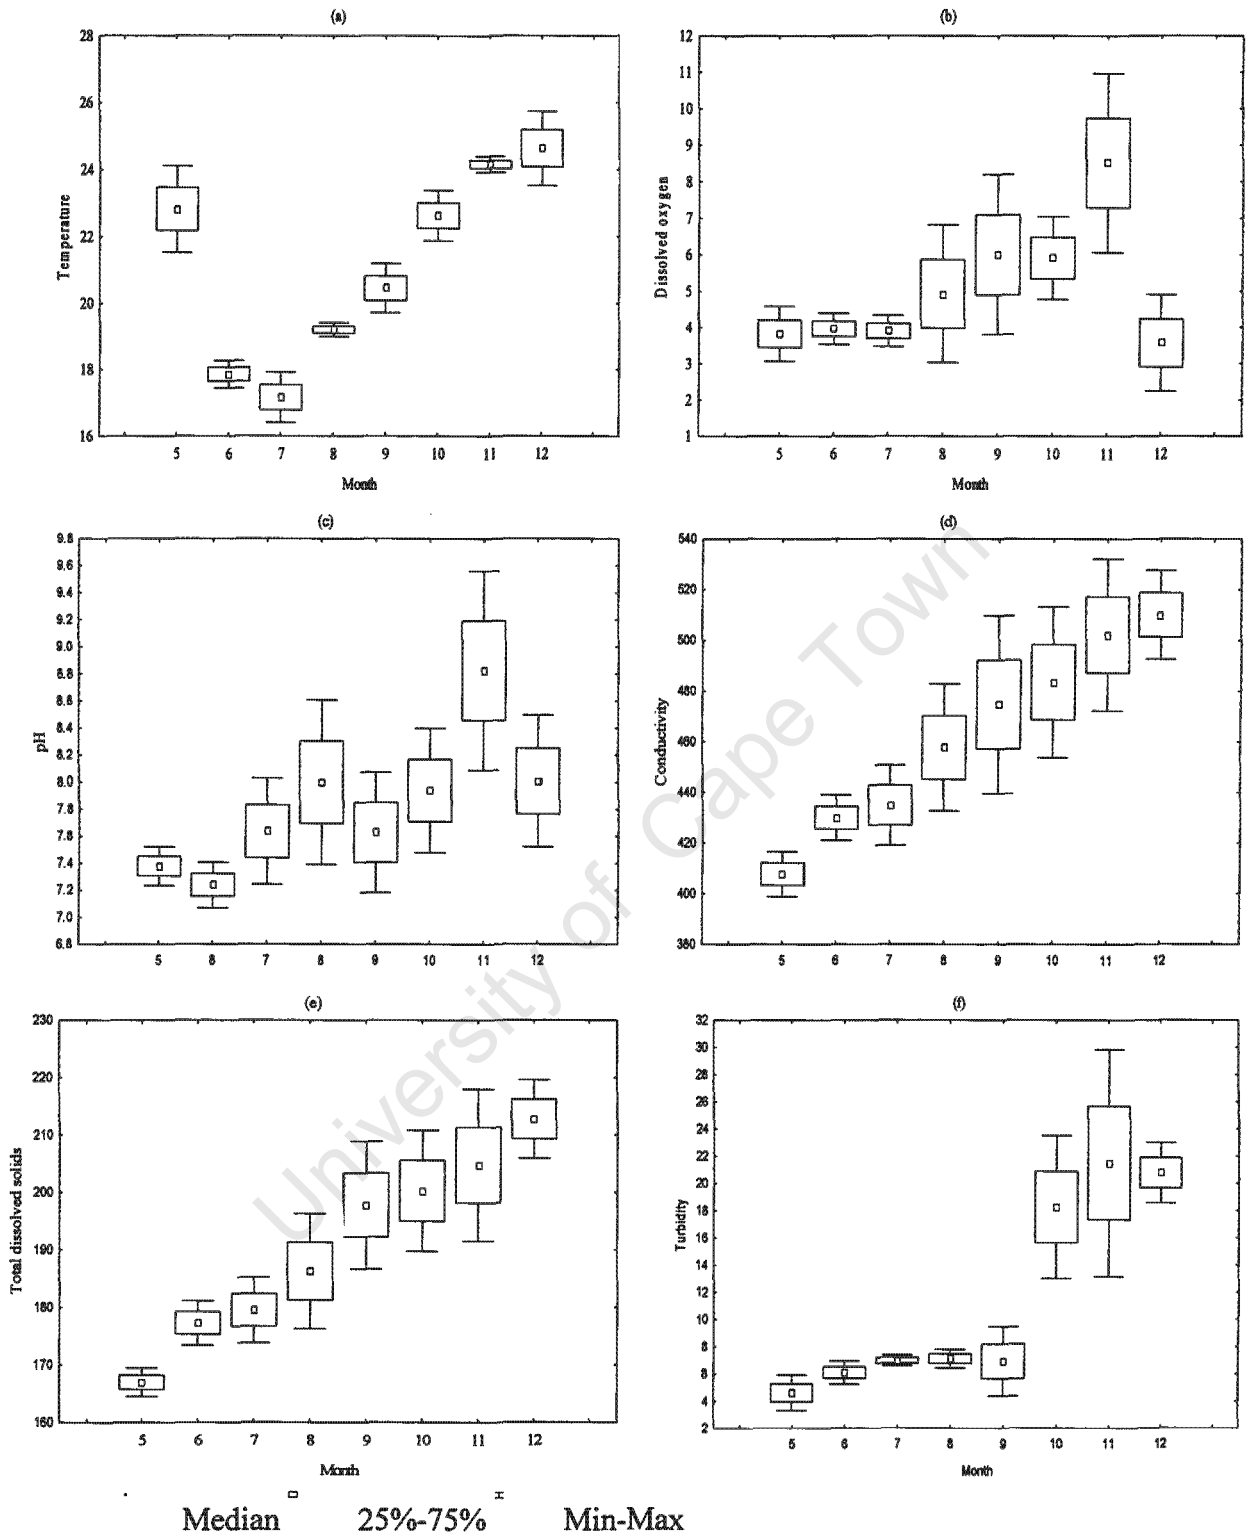 (a)
28
26
24
22
20
18
16
Temperature
5 6 7 8 9 10 11 12
Month
(b)
12
11
10
9
8
7
6
5
4
3
2
1
Dissolved oxygen
5 6 7 8 9 10 11 12
Month
(c)
9.8
9.6
9.4
9.2
9.0
8.8
8.6
8.4
8.2
8.0
7.8
7.6
7.4
7.2
7.0
6.8
pH
5 6 7 8 9 10 11 12
(d)
540
520
500
480
460
440
420
400
380
Conductivity
5 6 7 8 9 10 11 12
(e)
230
220
210
200
190
180
170
160
Total dissolved solids
5 6 7 8 9 10 11 12
Month
(f)
32
30
28
26
24
22
20
18
16
14
12
10
8
6
4
2
Turbidity
5 6 7 8 9 10 11 12
Month
University of Cape Town
Median 25%-75% Min-Max